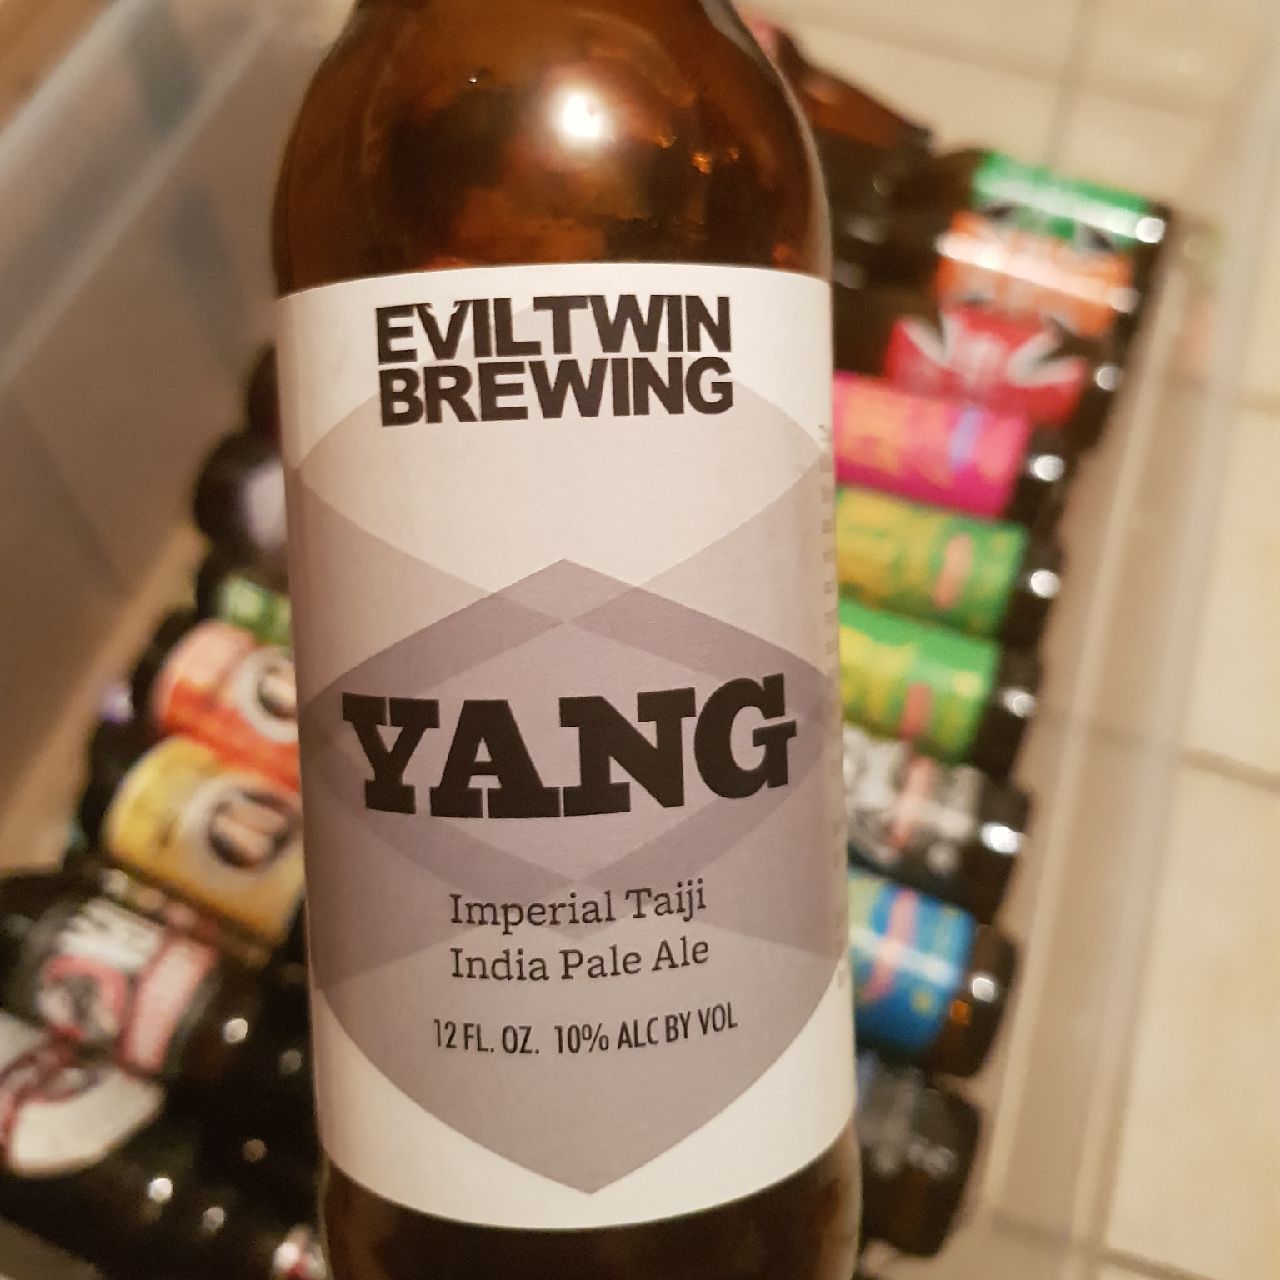 EVILTWIN
BREWING
YANG
Imperial Taiji
India Pale Ale
12 FL. OZ. 10% ALC BY VOL